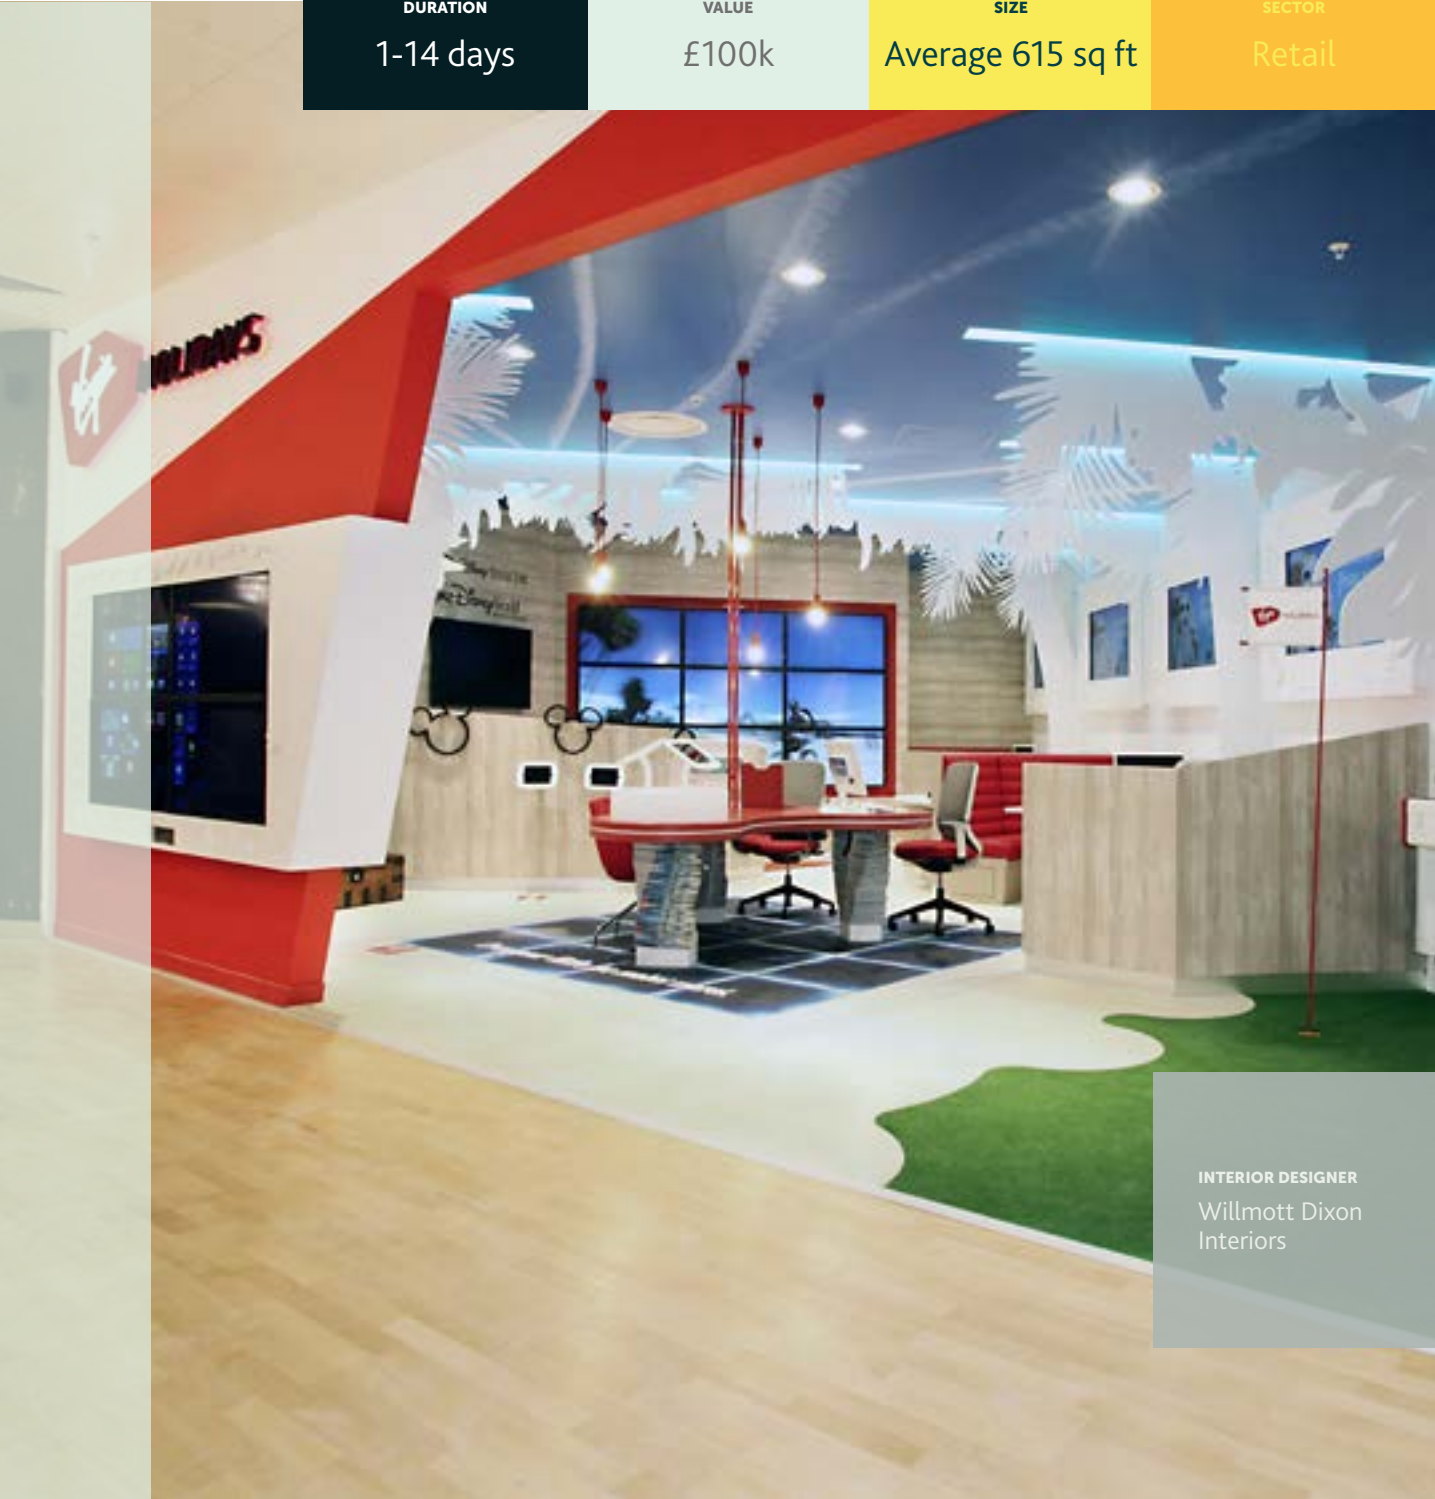 DURATION
1-14 days
VALUE
£100k
SIZE
Average 615 sq ft
SECTOR
Retail
HOLIDAYS
Disney
INTERIOR DESIGNER
Willmott Dixon
Interiors